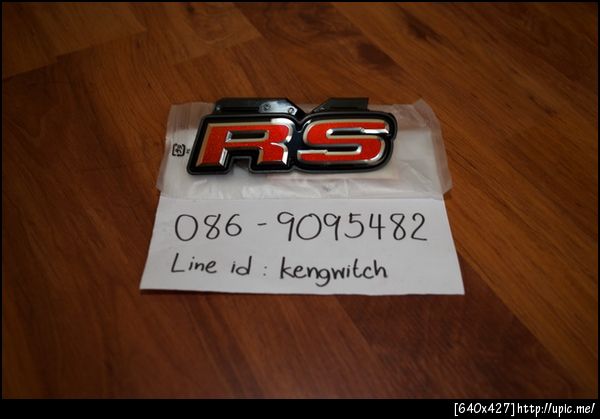 RS
086-9095482
Line id : kengwitch
[640x427]http://upic.me/